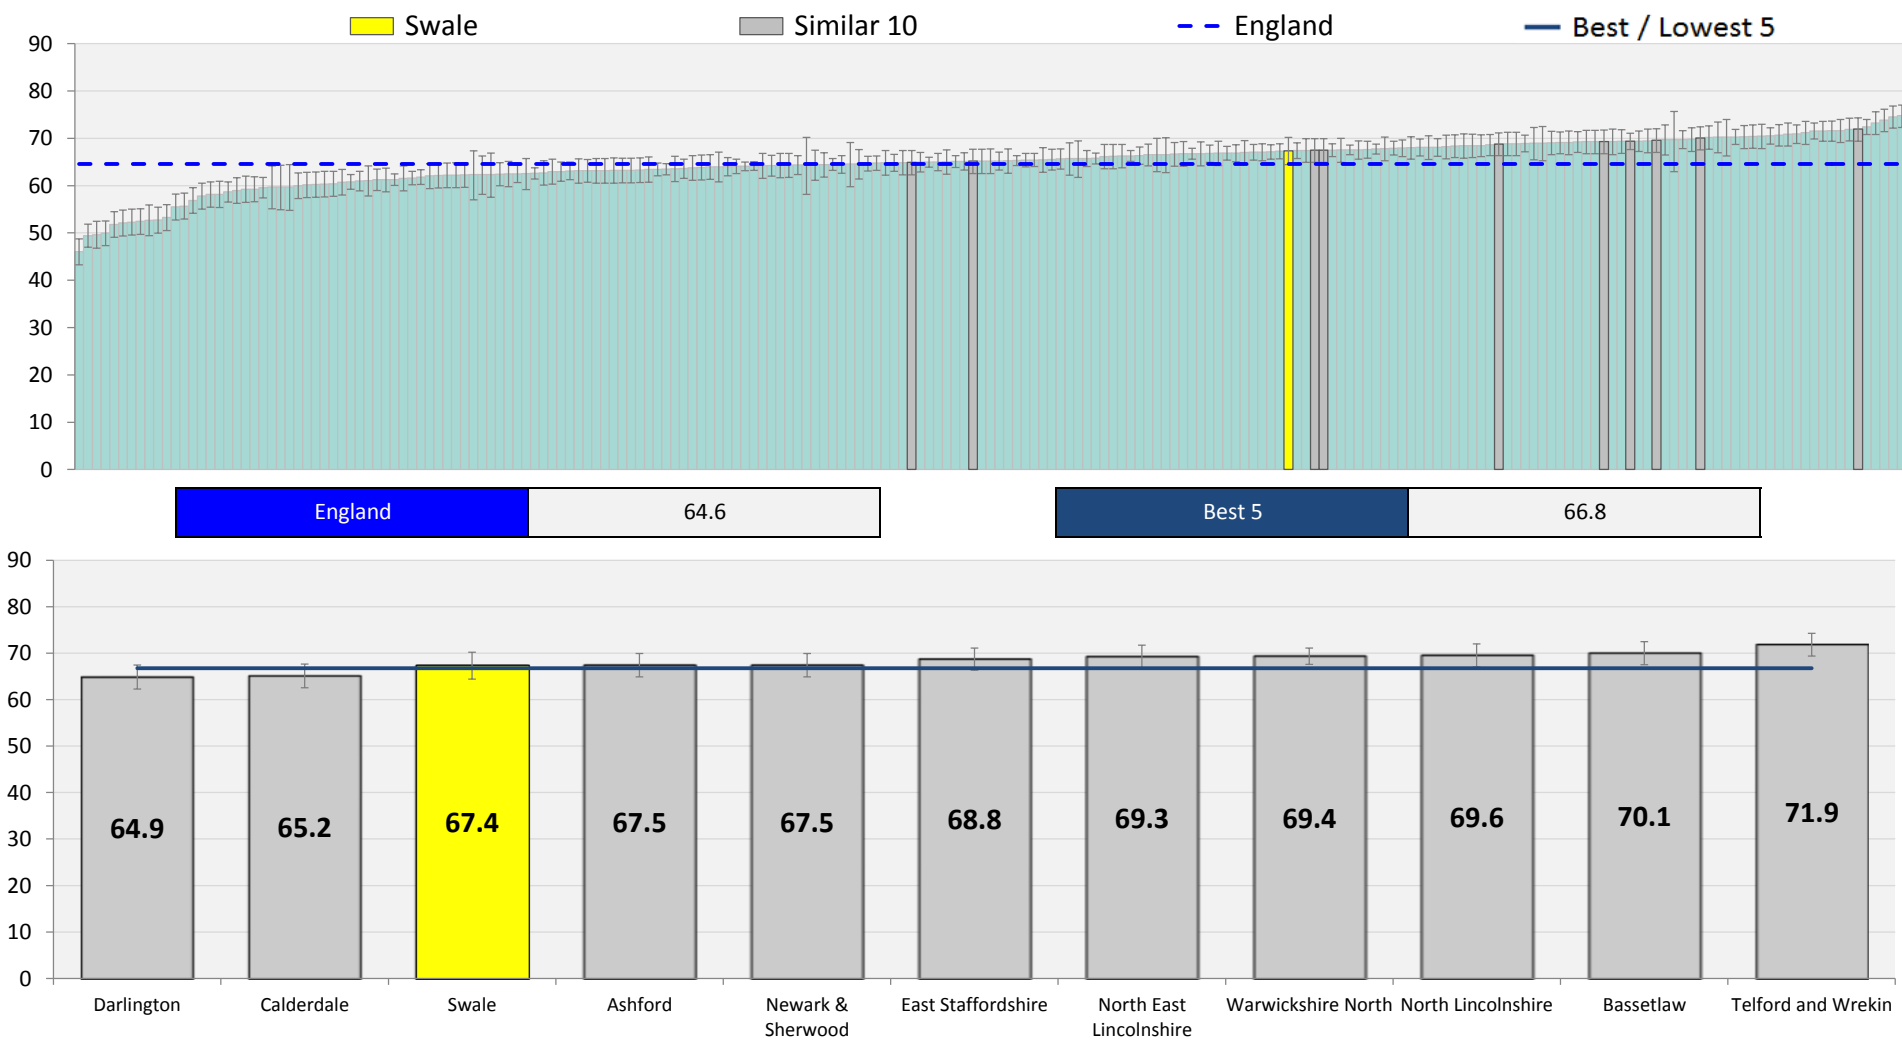 Swale
Similar 10
England
Best / Lowest 5
90
80
70
60
50
40
30
20
10
0
England 64.6
Best 5 66.8
90
80
70
60
50
40
30
20
10
0
64.9 65.2 67.4 67.5 67.5 68.8 69.3 69.4 69.6 70.1 71.9
Darlington
Calderdale
Swale
Ashford
Newark &
Sherwood
East Staffordshire
North East
Lincolnshire
Warwickshire North
North Lincolnshire
Bassetlaw
Telford and Wrekin